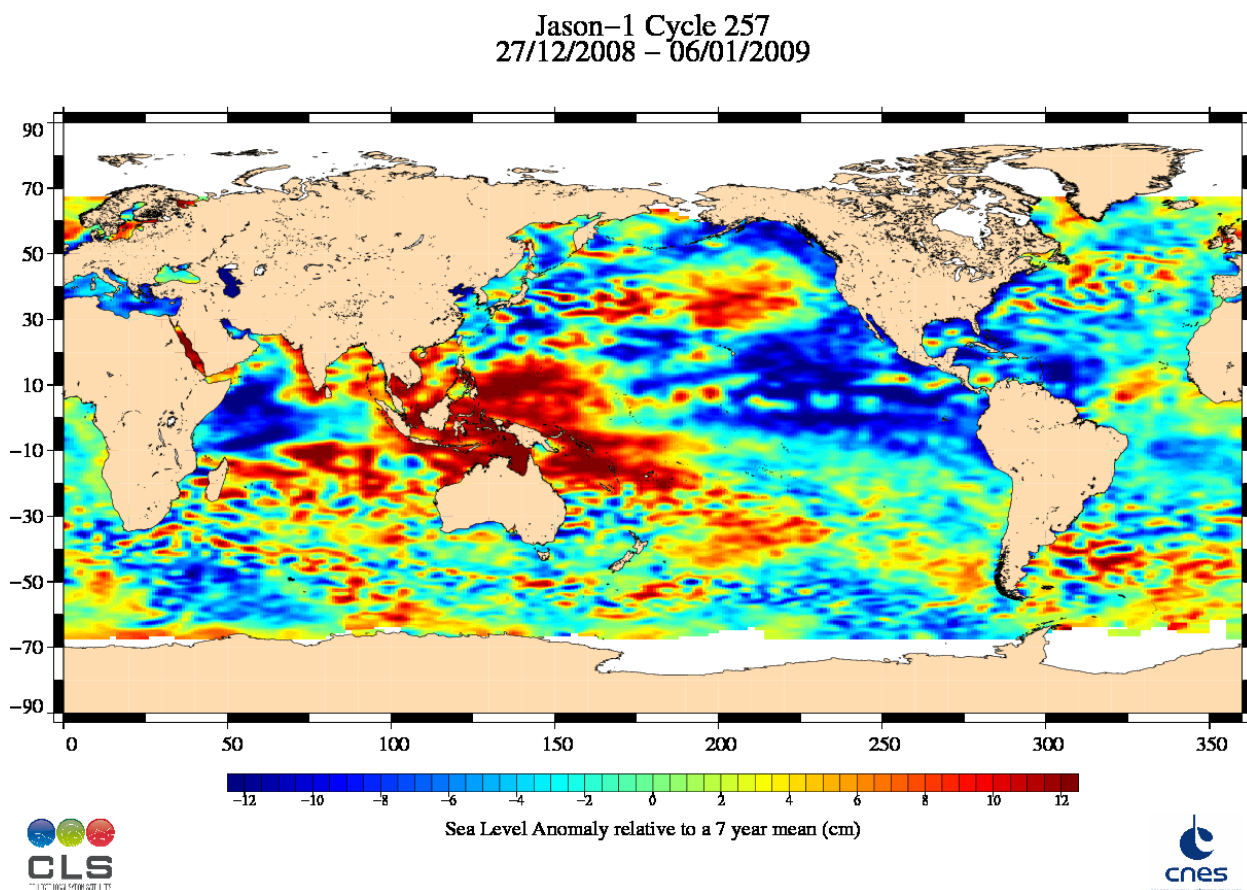 Jason−1 Cycle 257
27/12/2008 − 06/01/2009
90
70
50
30
10
−10
−30
−50
−70
−90
0 50 100 150 200 250 300 350
−12 −10 −8 −6 −4 −2 0 2 4 6 8 10 12
Sea Level Anomaly relative to a 7 year mean (cm)
CLS
cnes